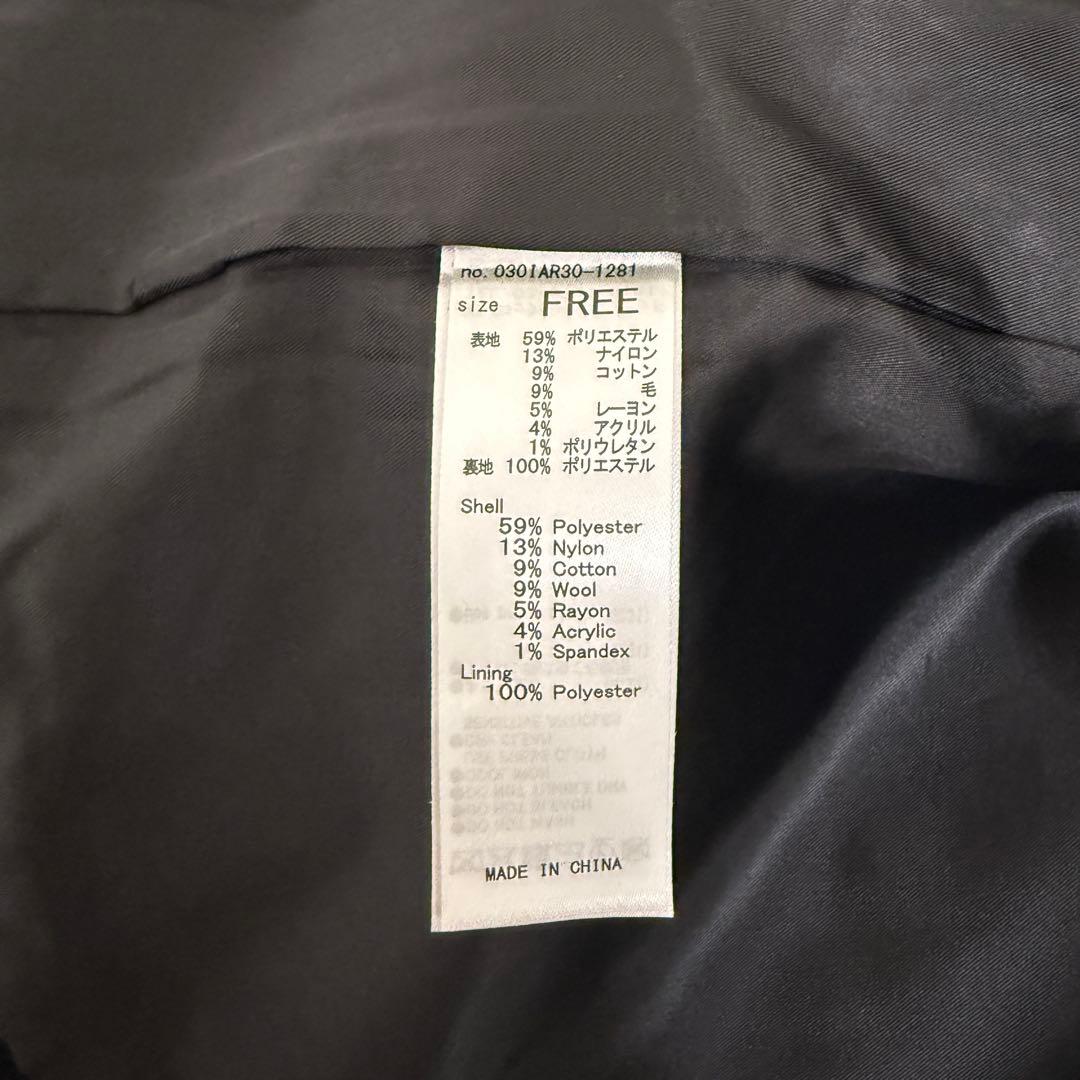 no. 030IAR30-1281
size FREE
表地 59% ポリエステル
13% ナイロン
9% コットン
9% 毛
5% レーヨン
4% アクリル
1% ポリウレタン
裏地 100% ポリエステル
Shell
59% Polyester
13% Nylon
9% Cotton
9% Wool
5% Rayon
4% Acrylic
1% Spandex
Lining
100% Polyester
MADE IN CHINA